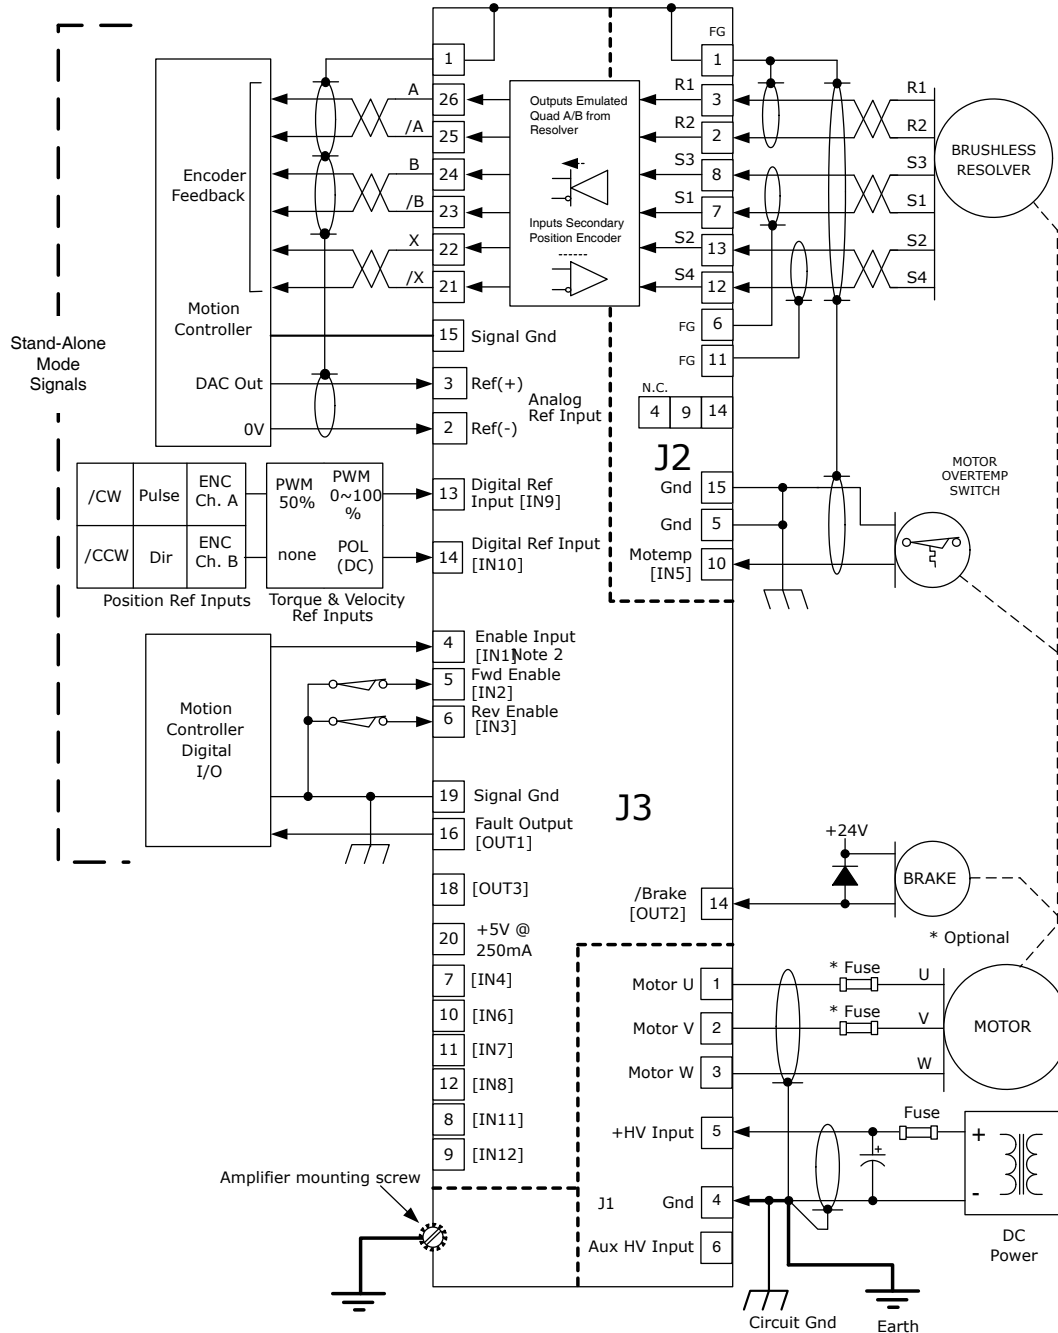 Stand-Alone
Mode
Signals
Encoder
Feedback
Motion
Controller
DAC Out
0V
A
/A
B
/B
X
/X
1
26
25
24
23
22
21
15
Signal Gnd
3
Ref(+)
2
Ref(-)
Analog
Ref Input
Outputs Emulated
Quad A/B from
Resolver
Inputs Secondary
Position Encoder
FG
1
R1
3
R2
2
S3
8
S1
7
S2
13
S4
12
FG
6
FG
11
N.C.
4
9
14
J2
Gnd
15
Gnd
5
Motemp
[IN5]
10
R1
R2
S3
S1
S2
S4
BRUSHLESS
RESOLVER
MOTOR
OVERTEMP
SWITCH
/CW
Pulse
ENC
Ch. A
/CCW
Dir
ENC
Ch. B
Position Ref Inputs
PWM
50%
PWM
0~100
%
none
POL
(DC)
Torque & Velocity
Ref Inputs
13
Digital Ref
Input [IN9]
14
Digital Ref Input
[IN10]
Motion
Controller
Digital
I/O
4
Enable Input
[IN1]Note 2
5
Fwd Enable
[IN2]
6
Rev Enable
[IN3]
19
Signal Gnd
16
Fault Output
[OUT1]
J3
18
[OUT3]
20
+5V @
250mA
7
[IN4]
10
[IN6]
11
[IN7]
12
[IN8]
8
[IN11]
9
[IN12]
Amplifier mounting screw
+24V
/Brake
[OUT2]
14
BRAKE
* Optional
Motor U
1
* Fuse
U
Motor V
2
* Fuse
V
Motor W
3
W
MOTOR
+HV Input
5
Fuse
+
+
-
J1
Gnd
4
Aux HV Input
6
DC
Power
Circuit Gnd
Earth